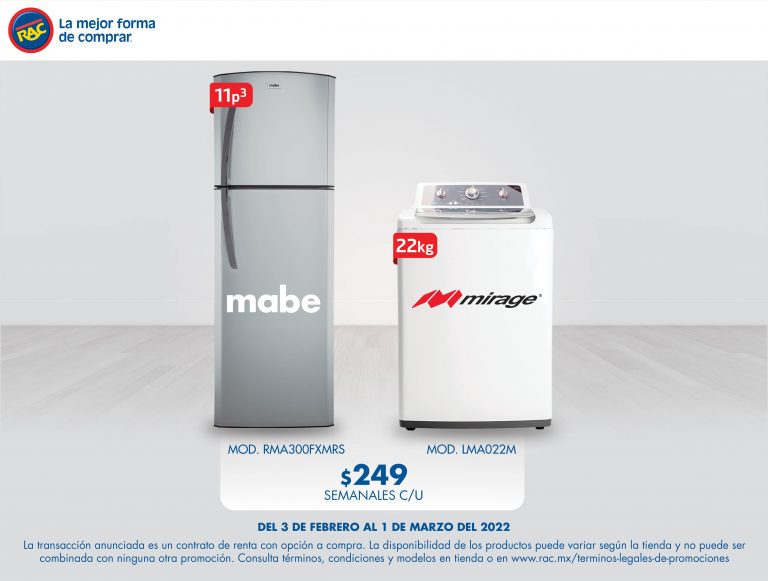 RAC
La mejor forma
de comprar.
mabe
11p³
22kg
mabe
mirage®
MOD. RMA300FXMRS
MOD. LMA022M
$249
SEMANALES C/U
DEL 3 DE FEBRERO AL 1 DE MARZO DEL 2022
La transacción anunciada es un contrato de renta con opción a compra. La disponibilidad de los productos puede variar según la tienda y no puede ser
combinada con ninguna otra promoción. Consulta términos, condiciones y modelos en tienda o en www.rac.mx/terminos-legales-de-promociones